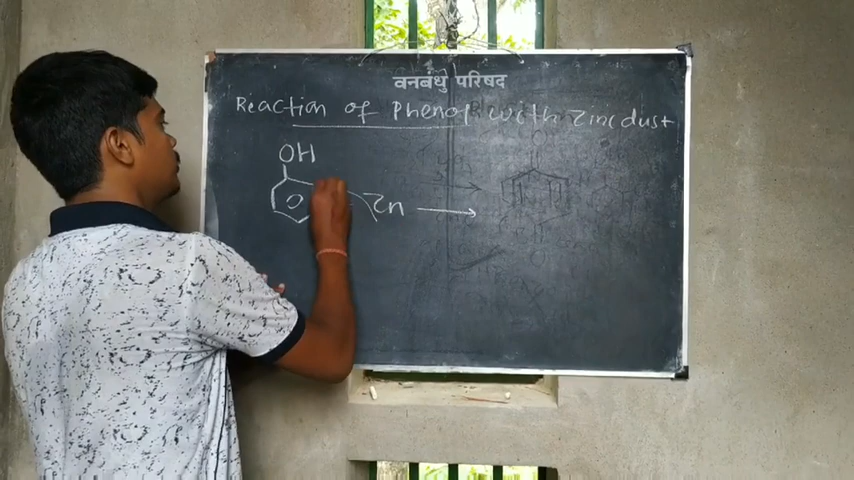 वनबंधु परिषद
Reaction of Phenol with zinc dust
OH
Zn →